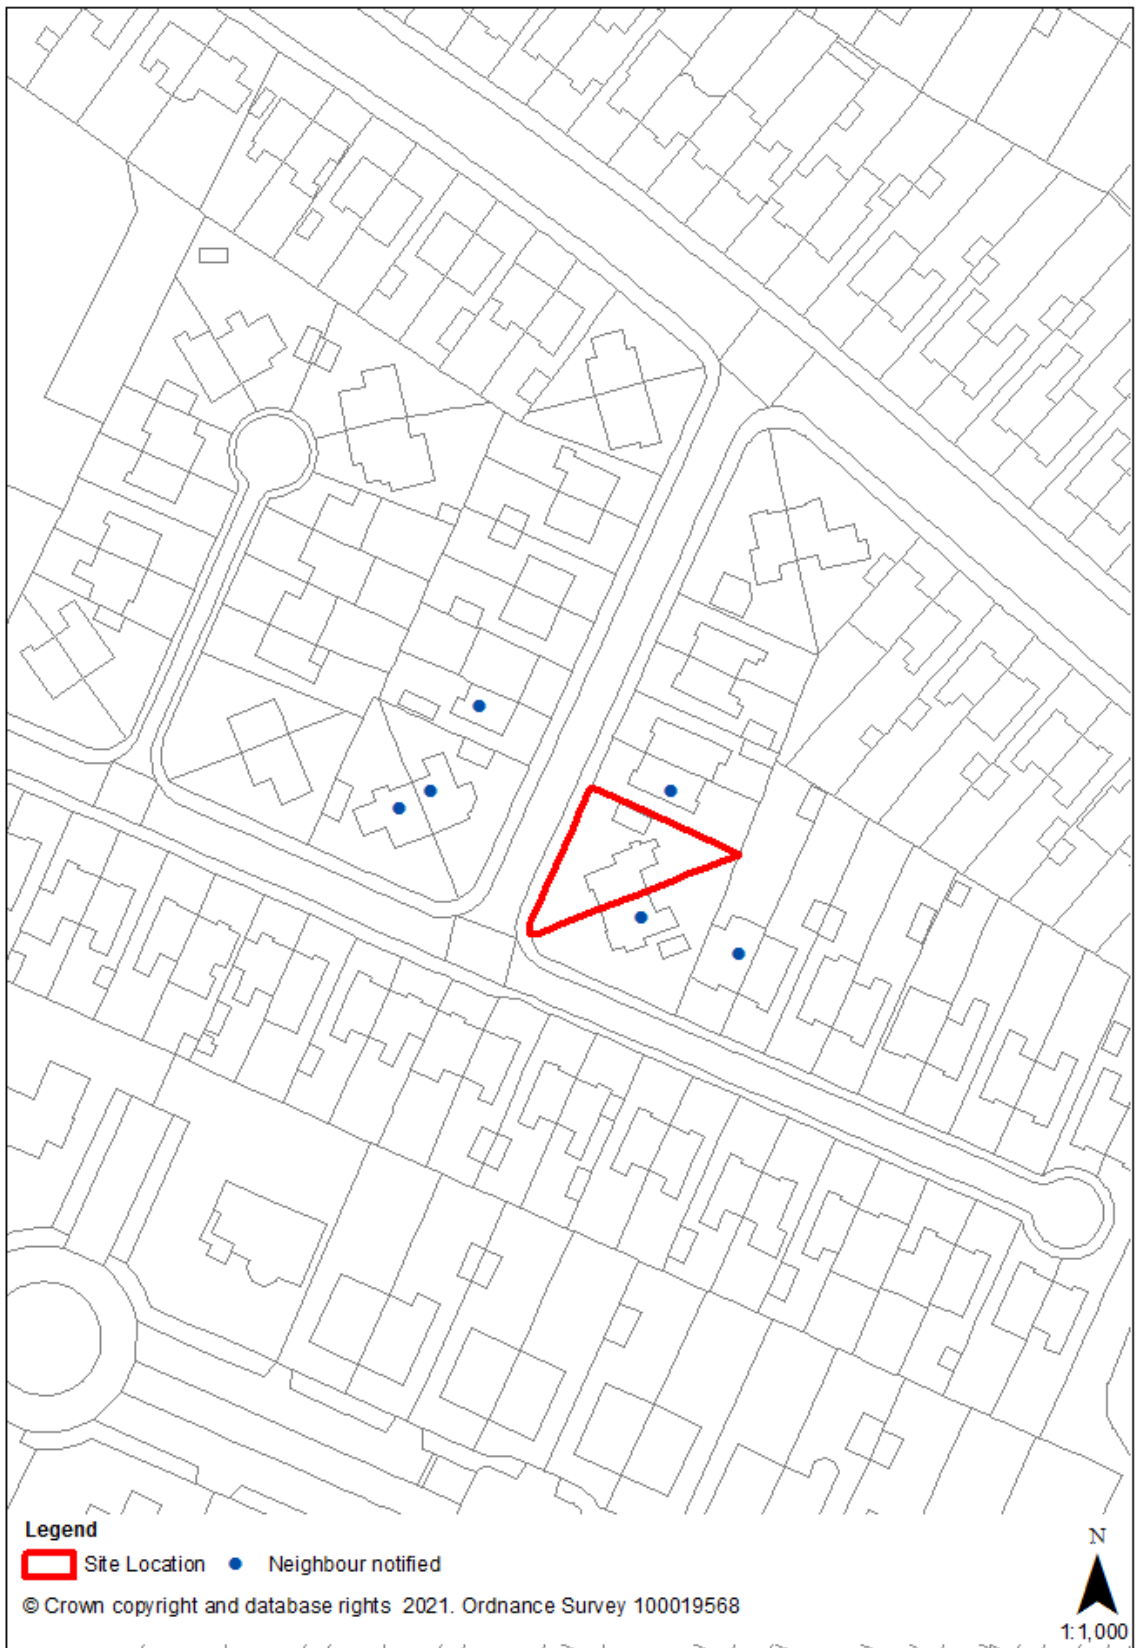 Legend
Site Location
Neighbour notified
© Crown copyright and database rights 2021. Ordnance Survey 100019568
N
1:1,000